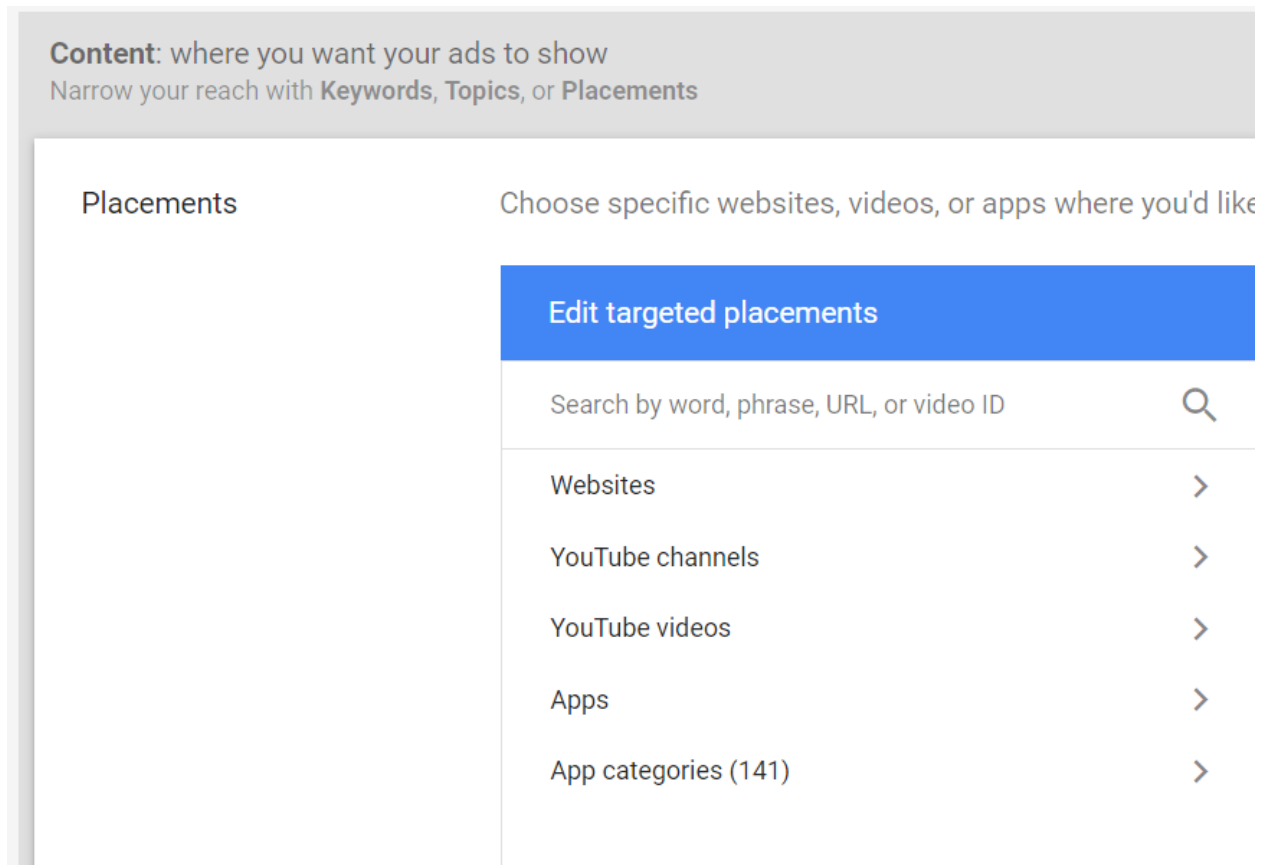 Content: where you want your ads to show
Narrow your reach with Keywords, Topics, or Placements
Placements
Choose specific websites, videos, or apps where you'd like
Edit targeted placements
Search by word, phrase, URL, or video ID
Websites
YouTube channels
YouTube videos
Apps
App categories (141)